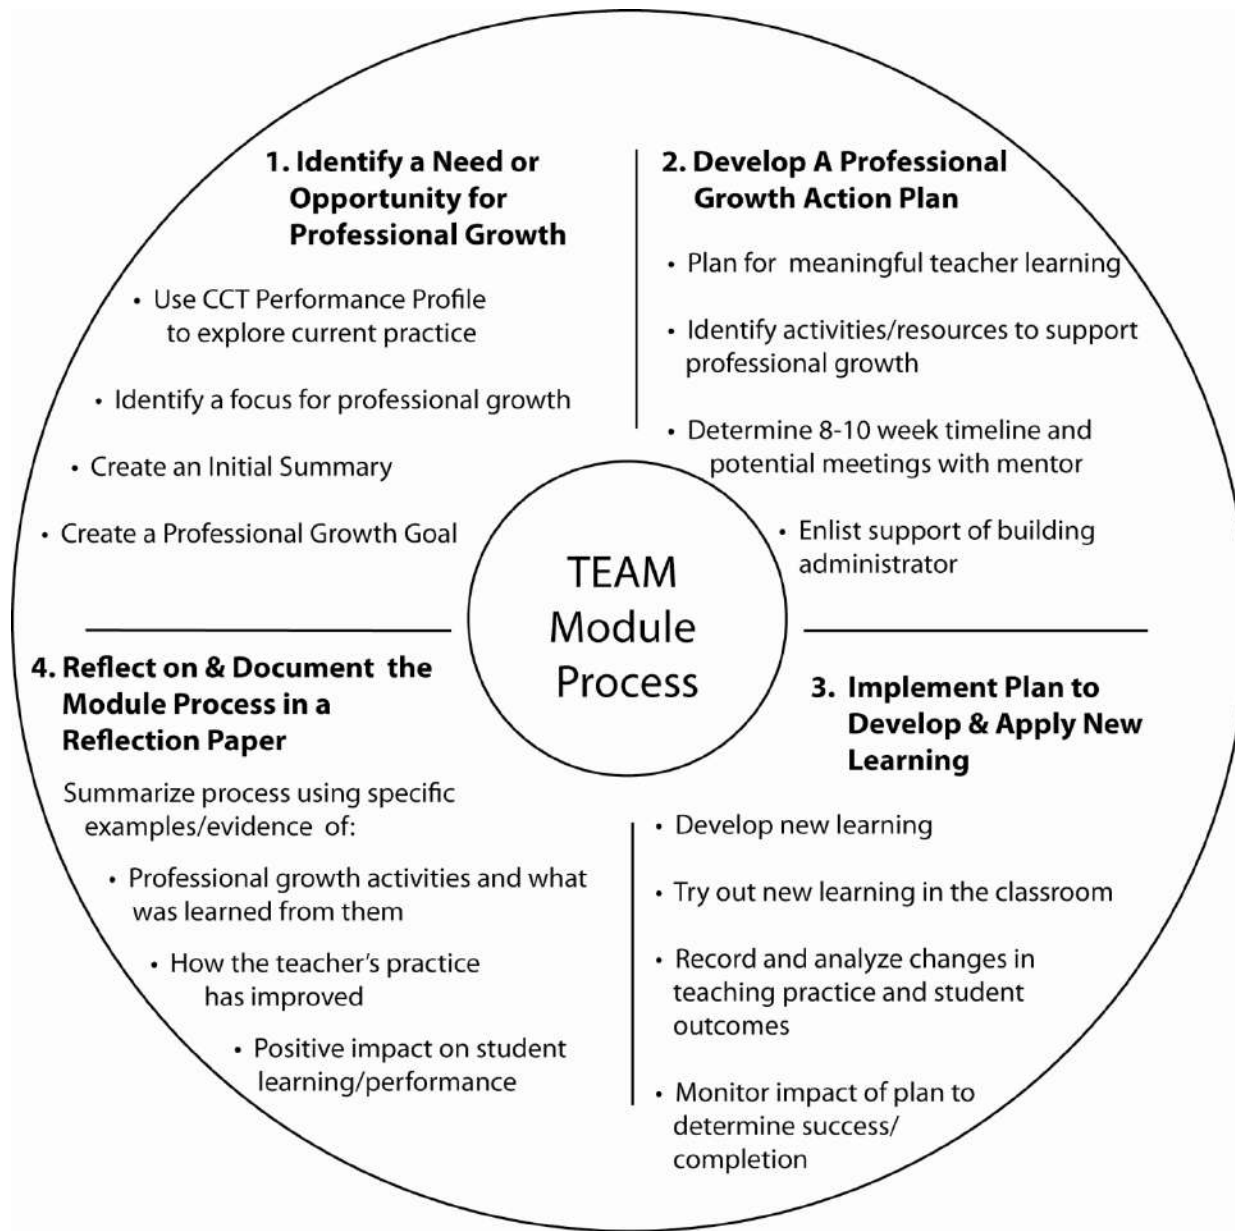 1. Identify a Need or
Opportunity for
Professional Growth
• Use CCT Performance Profile
to explore current practice
• Identify a focus for professional growth
• Create an Initial Summary
• Create a Professional Growth Goal
2. Develop A Professional
Growth Action Plan
• Plan for meaningful teacher learning
• Identify activities/resources to support
professional growth
• Determine 8-10 week timeline and
potential meetings with mentor
• Enlist support of building
administrator
TEAM
Module
Process
3. Implement Plan to
Develop & Apply New
Learning
• Develop new learning
• Try out new learning in the classroom
• Record and analyze changes in
teaching practice and student
outcomes
• Monitor impact of plan to
determine success/
completion
4. Reflect on & Document the
Module Process in a
Reflection Paper
Summarize process using specific
examples/evidence of:
• Professional growth activities and what
was learned from them
• How the teacher's practice
has improved
• Positive impact on student
learning/performance